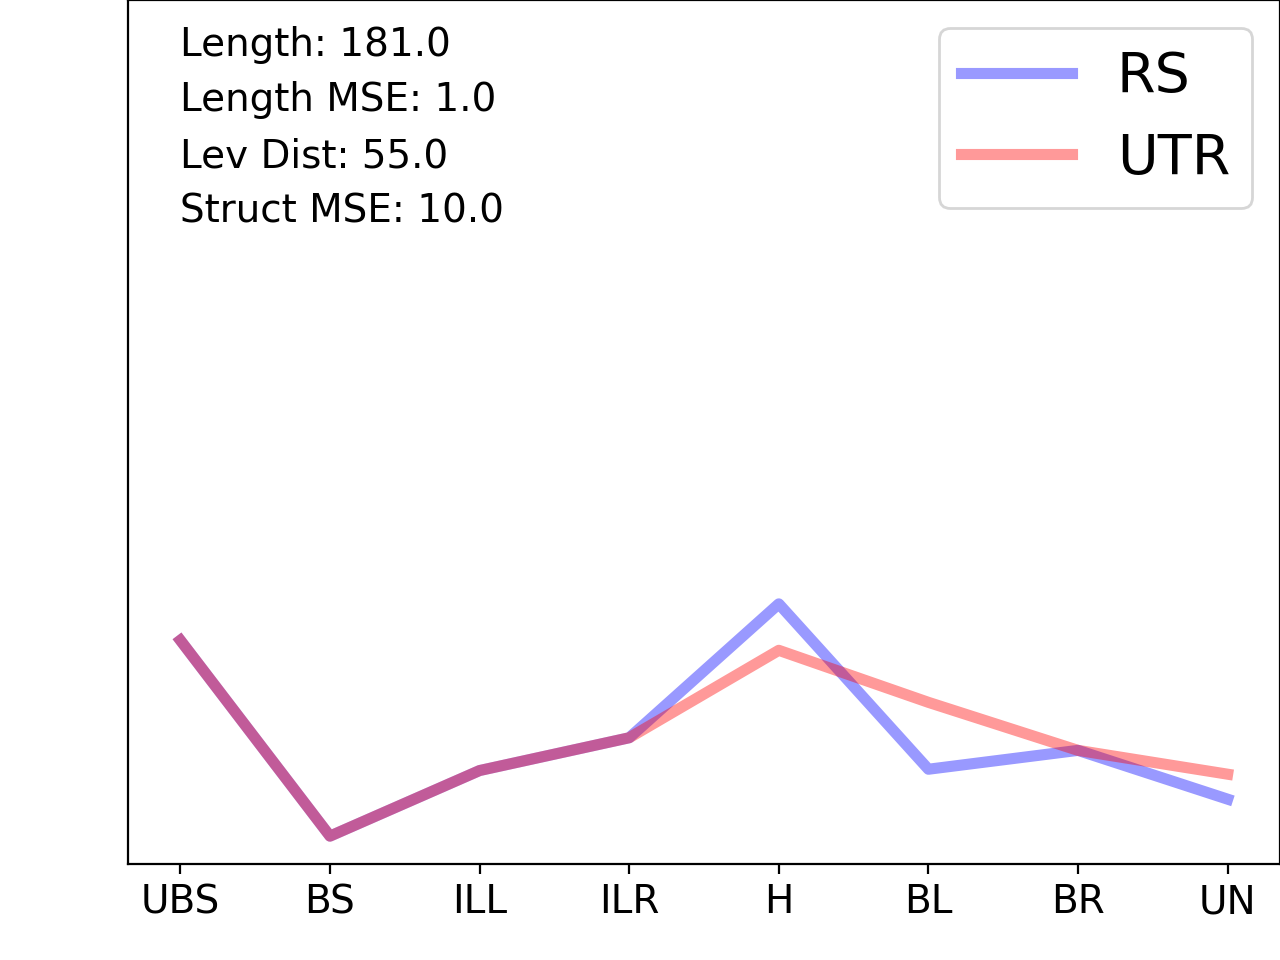 Length: 181.0
Length MSE: 1.0
Lev Dist: 55.0
Struct MSE: 10.0
RS
UTR
UBS BS ILL ILR H BL BR UN